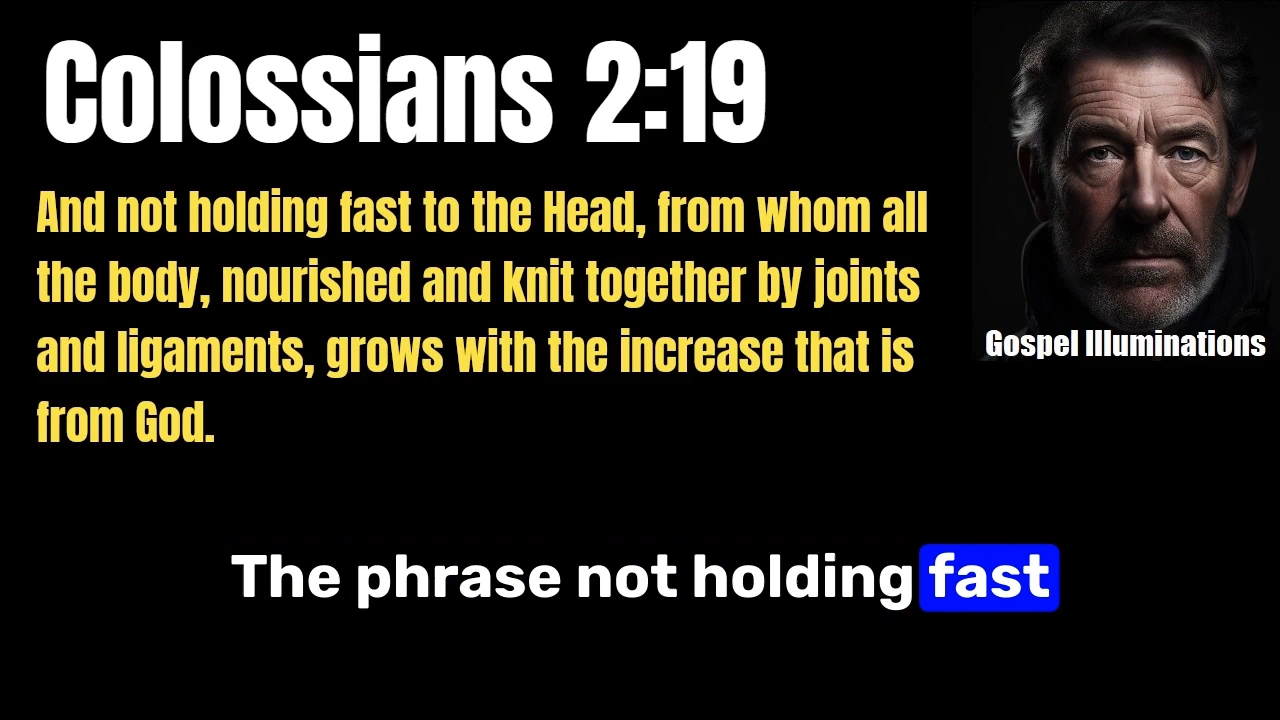 Colossians 2:19
And not holding fast to the Head, from whom all
the body, nourished and knit together by joints
and ligaments, grows with the increase that is
from God.
Gospel Illuminations
The phrase not holding fast